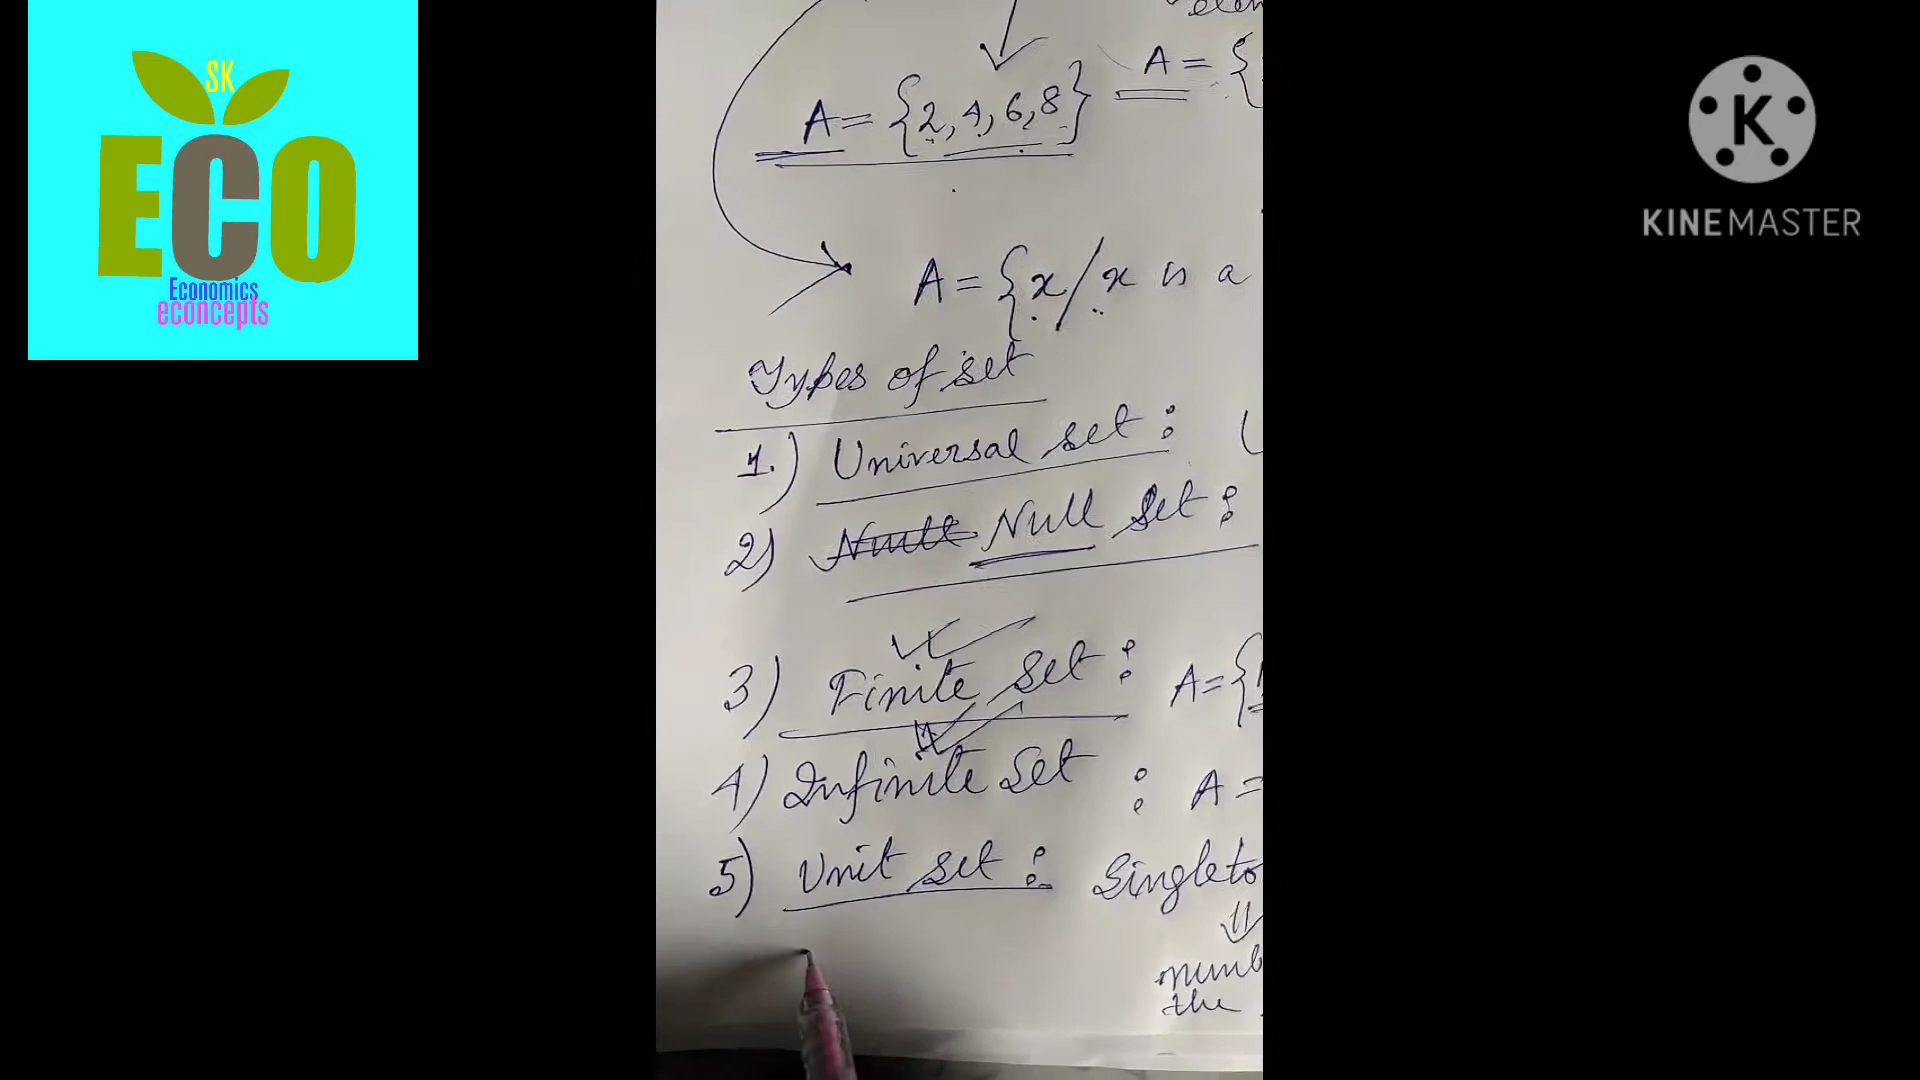 SK
ECO
Economics
econcepts
KINEMASTER
A = {2, 4, 6, 8} A = {
A = {x/x is a
Types of set
1.) Universal set :
2) Null Set :
3) Finite set : A = {
4) Infinite Set : A =
5) Unit set : Singleto
the